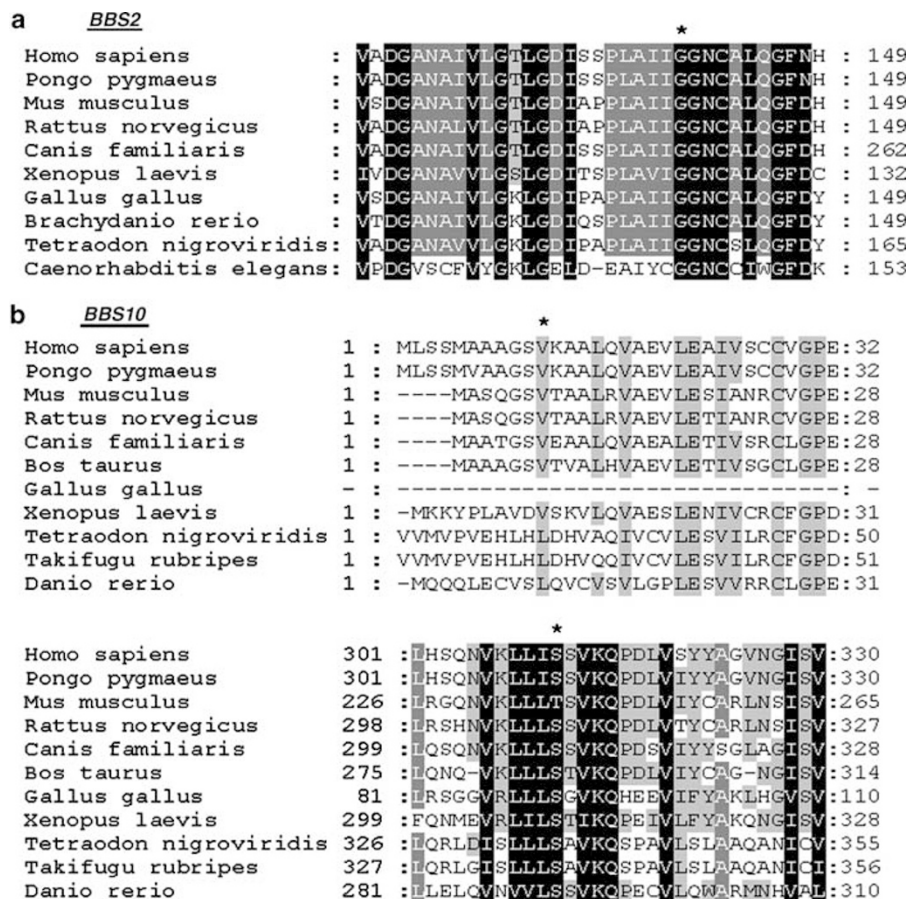 a BBS2
*
Homo sapiens : VADGANAIVLGTLGDISSPLAIIGGNCALQGFNH : 149
Pongo pygmaeus : VADGANAIVLGTLGDISSPLAIIGGNCALQGFNH : 149
Mus musculus : VSDGANAIVLGTLGDIAPPLAIIGGNCALQGFDH : 149
Rattus norvegicus : VADGANALVLGTLGDIAPPLAIIGGNCALQGFDH : 149
Canis familiaris : VADGANAIVLGTLGDISSPLAIIGGNCALQGFDH : 262
Xenopus laevis : IVDGANAVVLGSLGDITSPLAVIGGNCALQGFDC : 132
Gallus gallus : VSDGANAIVLGKLGDIPAPLAIIGGNCALQGFDY : 149
Brachydanio rerio : VTDGANAIVLGKLGDIQSPLAIIGGNCALQGFDY : 149
Tetraodon nigroviridis: VADGANAVVLGKLGDIPAPLAIIGGNCSLQGFDY : 165
Caenorhabditis elegans: VPDGVSCFVYGKLGELD-EAIYCGGNCCIWGFDK : 153
b BBS10
*
Homo sapiens 1 : MLSSMAAAGSVKAALQVAEVLEAIVSCCVGPE:32
Pongo pygmaeus 1 : MLSSMVAAGSVKAALQVAEVLEAIVSCCVGPE:32
Mus musculus 1 : ----MASQGSVTAALRVAEVLESIANRCVGPE:28
Rattus norvegicus 1 : ----MASQGSVTAALRVAEVLETIANRCVGPE:28
Canis familiaris 1 : ----MAATGSVEAALQVAEALETIVSRCLGPE:28
Bos taurus 1 : ----MAAAGSVTVALHVAEVLETIVSGCLGPE:28
Gallus gallus - : --------------------------------: -
Xenopus laevis 1 : -MKKYPLAVDVSKVLQVAESLENIVCRCFGPD:31
Tetraodon nigroviridis 1 : VVMVPVEHLHLDHVAQIVCVLESVILRCFGPD:50
Takifugu rubripes 1 : VVMVPVEHLHLDHVQQIVCVLESVILRCFGPD:51
Danio rerio 1 : -MQQQLECVSLQVCVSVLGPLESVVRRCLGPE:31
*
Homo sapiens 301 :LHSQNVKLLISSVKQPDLVSYYAGVNGISV:330
Pongo pygmaeus 301 :LHSQNVKLLISSVKQPDLVIYYAGVNGISV:330
Mus musculus 226 :LRGQNVKLLLTSVKQPDLVIYCARLNSISV:265
Rattus norvegicus 298 :LRSHNVKLLLSSVKQPDLVTYCARLNGISV:327
Canis familiaris 299 :LQSQNVKLLLSSVKQPDSVIYYSGLAGISV:328
Bos taurus 275 :LQNQ-VKLLLSTVKQPDLVIYCAG-NGISV:314
Gallus gallus 81 :LRSGGVRLLLSGVKQHEEVIFYAKLHGVSV:110
Xenopus laevis 299 :FQNMEVRLILSTIKQPEIVLFYAKQNGISV:328
Tetraodon nigroviridis 326 :LQRLDISLLLSSVKQSPAVLSLAAQANICV:355
Takifugu rubripes 327 :LQRLGISLLLSSVKQSPAVLSLAAQANICI:356
Danio rerio 281 :LLELQVNVVLSSVKQPECVLQWARMNHVAL:310